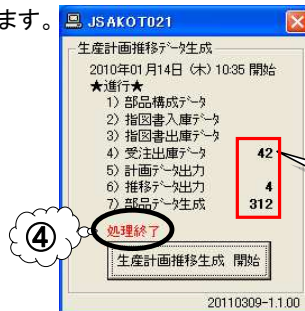 ます。
JSAKOT021
生産計画推移ﾃﾞｰﾀ生成
2010年01月14日 (木) 10:35 開始
★進行★
1) 部品構成ﾃﾞｰﾀ
2) 指図書入庫ﾃﾞｰﾀ
3) 指図書出庫ﾃﾞｰﾀ
4) 受注出庫ﾃﾞｰﾀ 42
5) 計画ﾃﾞｰﾀ出力
6) 推移ﾃﾞｰﾀ出力 4
7) 部品ﾃﾞｰﾀ生成 312
④ 処理終了
生産計画推移生成 開始
20110309-1.1.00